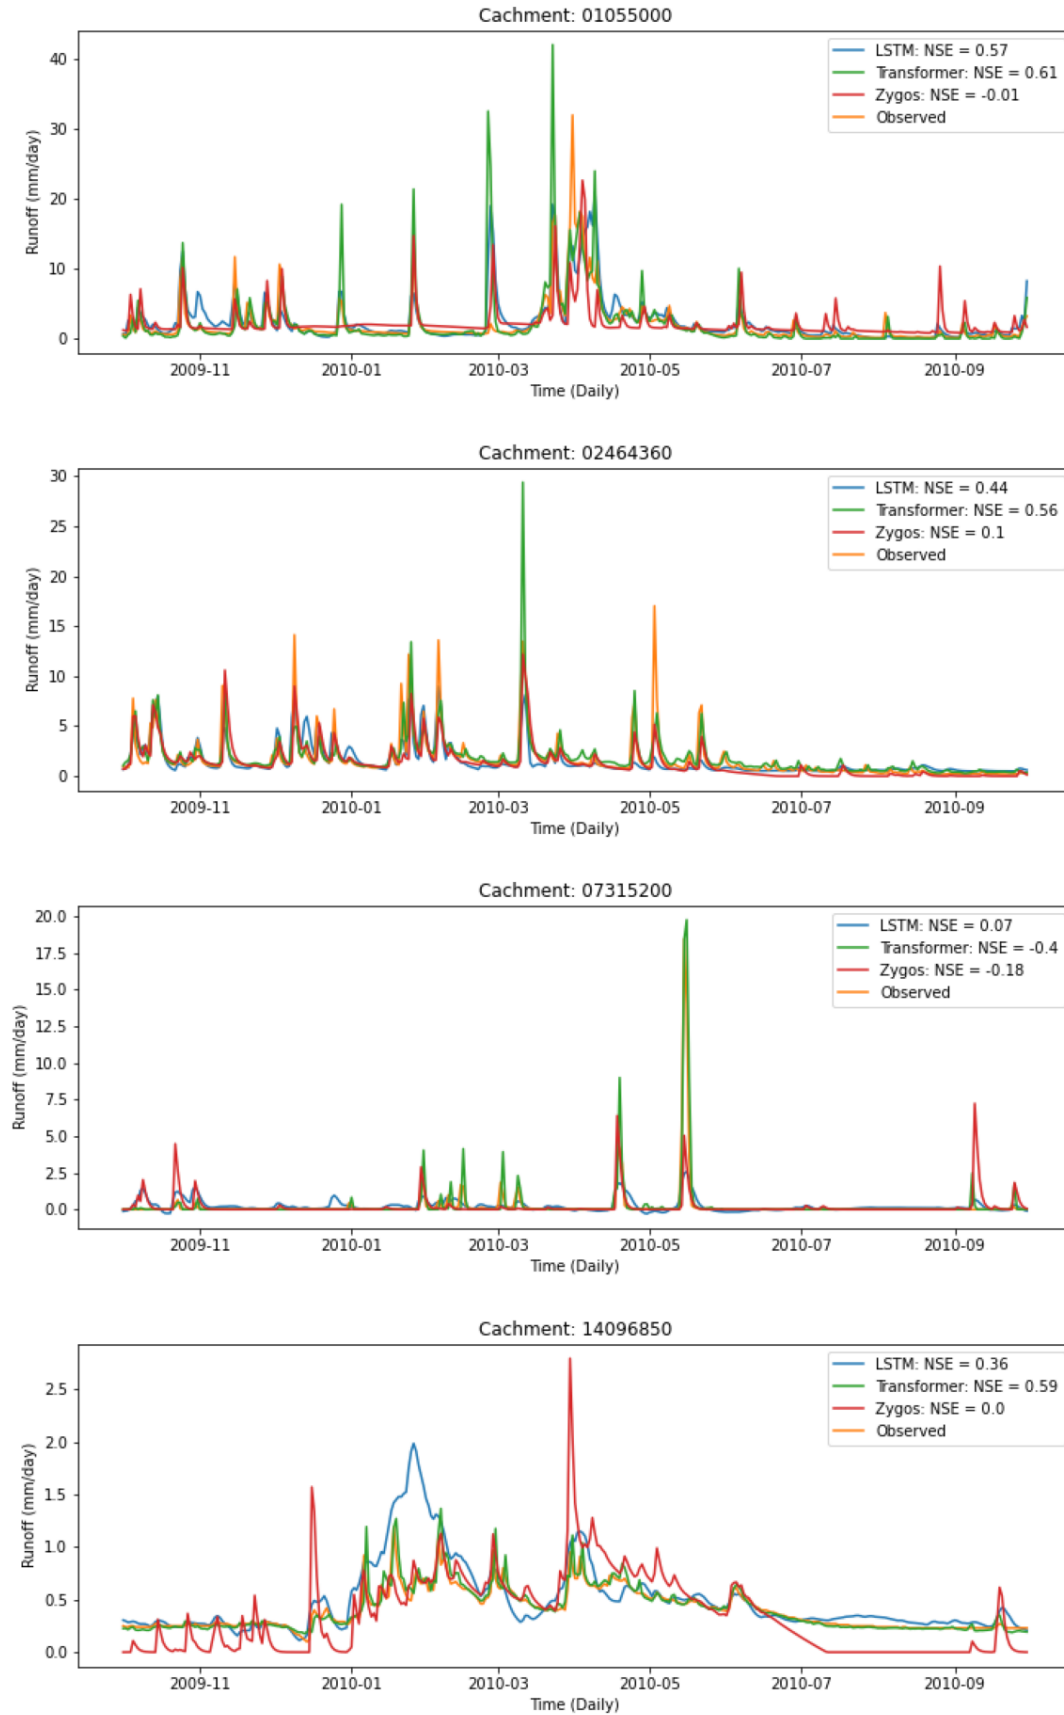 Cachment: 01055000
LSTM: NSE = 0.57
Transformer: NSE = 0.61
Zygos: NSE = -0.01
Observed
Runoff (mm/day)
40
30
20
10
0
2009-11 2010-01 2010-03 2010-05 2010-07 2010-09
Time (Daily)
Cachment: 02464360
LSTM: NSE = 0.44
Transformer: NSE = 0.56
Zygos: NSE = 0.1
Observed
Runoff (mm/day)
30
25
20
15
10
5
0
2009-11 2010-01 2010-03 2010-05 2010-07 2010-09
Time (Daily)
Cachment: 07315200
LSTM: NSE = 0.07
Transformer: NSE = -0.4
Zygos: NSE = -0.18
Observed
Runoff (mm/day)
20.0
17.5
15.0
12.5
10.0
7.5
5.0
2.5
0.0
2009-11 2010-01 2010-03 2010-05 2010-07 2010-09
Time (Daily)
Cachment: 14096850
LSTM: NSE = 0.36
Transformer: NSE = 0.59
Zygos: NSE = 0.0
Observed
Runoff (mm/day)
2.5
2.0
1.5
1.0
0.5
0.0
2009-11 2010-01 2010-03 2010-05 2010-07 2010-09
Time (Daily)